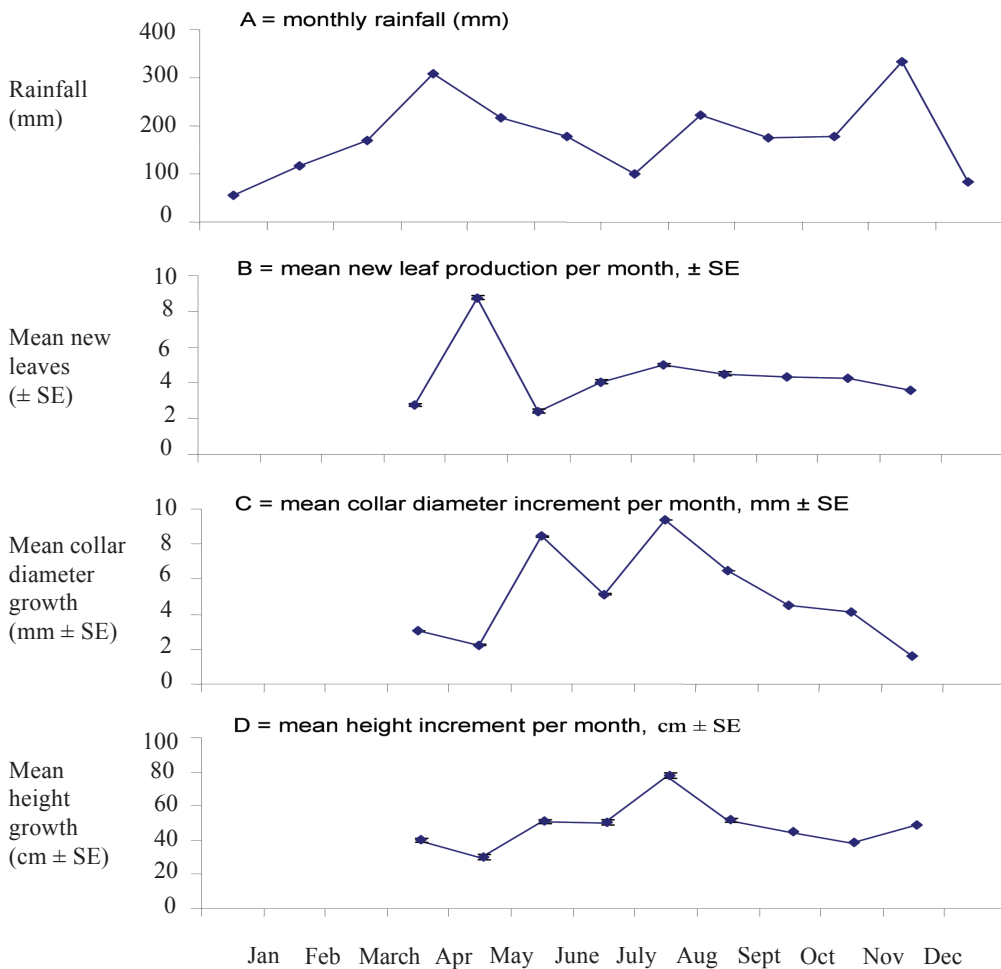 A = monthly rainfall (mm)
Rainfall
(mm)
400
300
200
100
0
B = mean new leaf production per month, ± SE
Mean new
leaves
(± SE)
10
8
6
4
2
0
C = mean collar diameter increment per month, mm ± SE
Mean collar
diameter
growth
(mm ± SE)
10
8
6
4
2
0
D = mean height increment per month, cm ± SE
Mean
height
growth
(cm ± SE)
100
80
60
40
20
0
Jan Feb March Apr May June July Aug Sept Oct Nov Dec